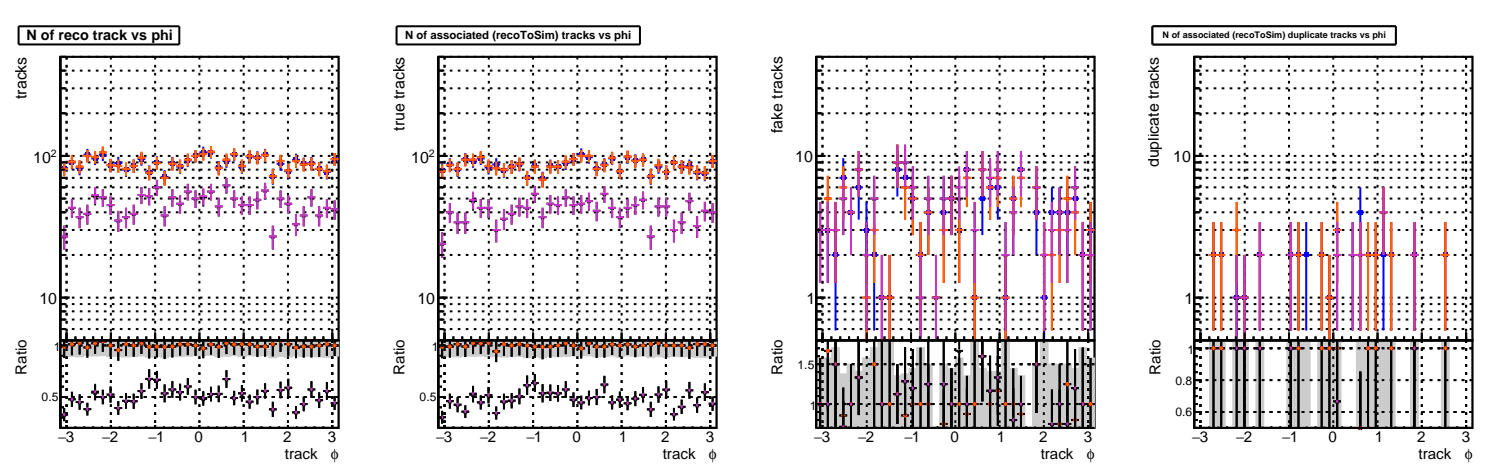 N of reco track vs phi
tracks
10²
10
Ratio
1
0.5
−3 −2 −1 0 1 2 3
track ϕ
N of associated (recoToSim) tracks vs phi
true tracks
10²
10
Ratio
1
0.5
−3 −2 −1 0 1 2 3
track ϕ
fake tracks
10
1
Ratio
1.5
1
−3 −2 −1 0 1 2 3
track ϕ
N of associated (recoToSim) duplicate tracks vs phi
duplicate tracks
10
1
Ratio
1
0.8
0.6
−3 −2 −1 0 1 2 3
track ϕ